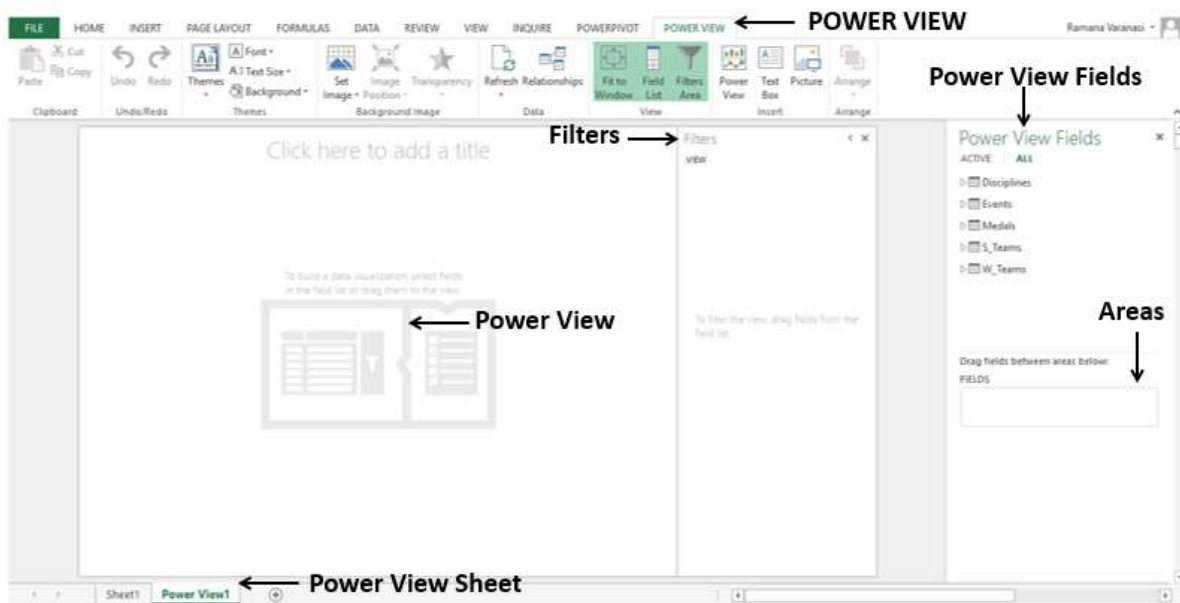 FILE HOME INSERT PAGE LAYOUT FORMULAS DATA REVIEW VIEW INQUIRE POWERPIVOT POWER VIEW
POWER VIEW
Ramana Varanasi
Paste
Cut
Copy
Clipboard
Undo Redo
Undo/Redo
Themes
Font
Text Size
Background
Themes
Set Image
Image Position
Transparency
Background Image
Refresh Relationships
Data
Fit to Window
Field List
Filters Area
View
Power View
Text Box
Picture
Insert
Arrange
Arrange
Click here to add a title
To build a data visualization, select fields
in the field list or drag them to the view.
Power View
Filters
Filters
VIEW
To filter the view, drag fields from the
field list.
Power View Fields
Power View Fields
ACTIVE ALL
Disciplines
Events
Medals
S_Teams
W_Teams
Areas
Drag fields between areas below:
FIELDS
Sheet1 Power View1
Power View Sheet